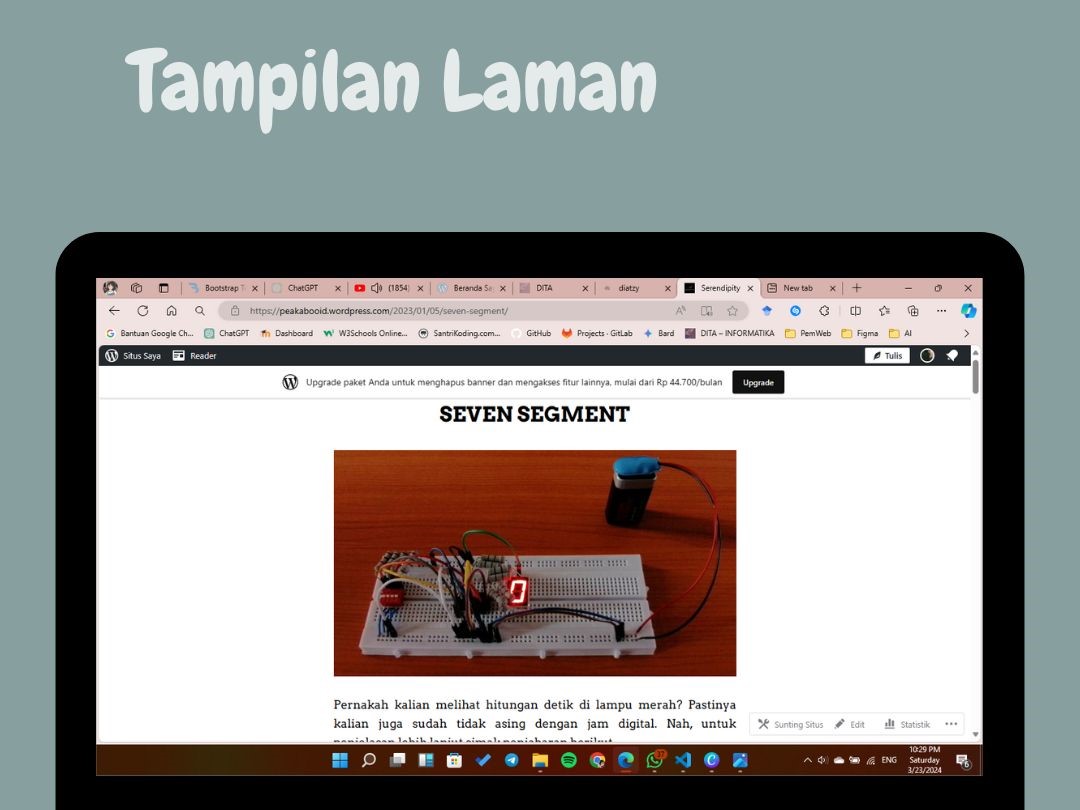 Tampilan Laman
Bootstrap T
ChatGPT
(1854)
Beranda Sa
DITA
diatzy
Serendipity
New tab
https://peakabooid.wordpress.com/2023/01/05/seven-segment/
Bantuan Google Ch...
ChatGPT
Dashboard
W3Schools Online...
SantriKoding.com...
GitHub
Projects · GitLab
Bard
DITA – INFORMATIKA
PemWeb
Figma
AI
Situs Saya
Reader
Tulis
Upgrade paket Anda untuk menghapus banner dan mengakses fitur lainnya, mulai dari Rp 44.700/bulan
Upgrade
SEVEN SEGMENT
0
Pernakah kalian melihat hitungan detik di lampu merah? Pastinya
kalian juga sudah tidak asing dengan jam digital. Nah, untuk
Sunting Situs
Edit
Statistik
ENG
10:29 PM
Saturday
3/23/2024